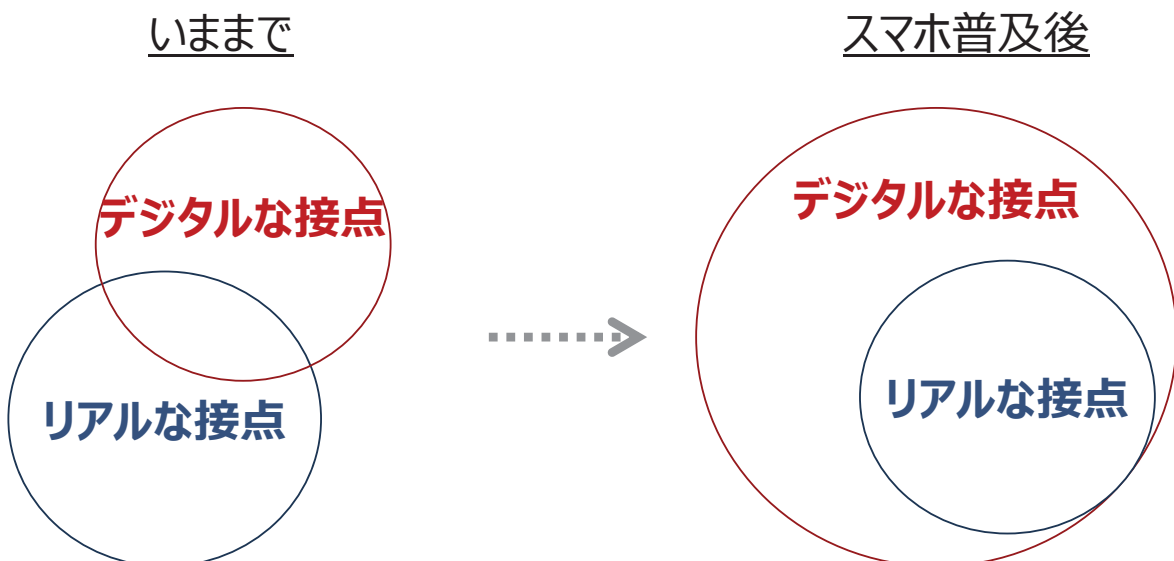 いままで
スマホ普及後
デジタルな接点
デジタルな接点
リアルな接点
リアルな接点